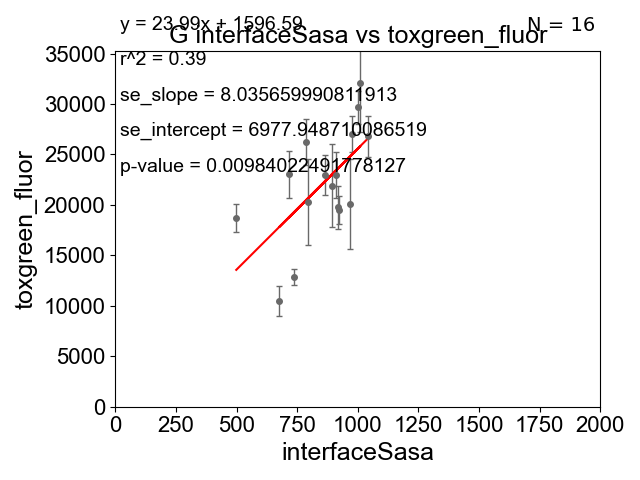 y = 23.99x + 1596.59
N = 16
G interfaceSasa vs toxgreen_fluor
r^2 = 0.39
se_slope = 8.035659990811913
se_intercept = 6977.948710086519
p-value = 0.00984022491778127
35000
30000
25000
20000
15000
10000
5000
0
toxgreen_fluor
0 250 500 750 1000 1250 1500 1750 2000
interfaceSasa